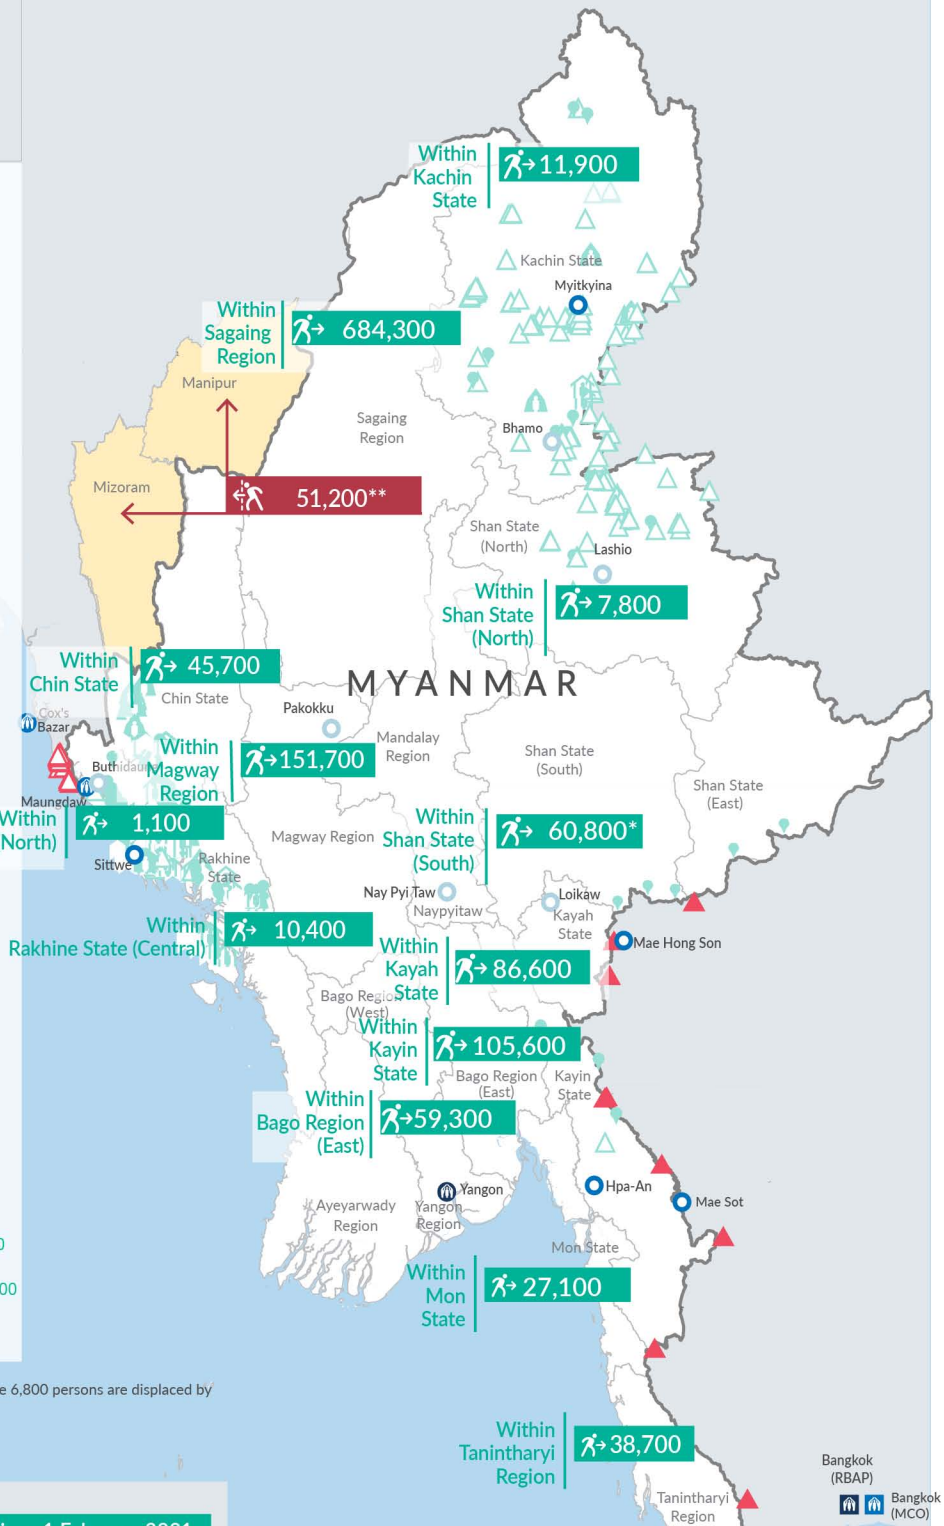 Within
Kachin
State
11,900
Kachin State
Myitkyina
Within
Sagaing
Region
684,300
Manipur
Sagaing
Region
Bhamo
Mizoram
51,200**
Shan State
(North)
Lashio
Within
Shan State
(North)
7,800
Within
Chin State
45,700
Chin State
MYANMAR
Pakokku
Cox's
Bazar
Mandalay
Region
Within
Magway
Region
151,700
Shan State
(South)
Buthidaung
Maungdaw
Shan State
(East)
Within
(North)
1,100
Magway Region
Within
Shan State
(South)
60,800*
Sittwe
Rakhine
State
Nay Pyi Taw
Naypyitaw
Loikaw
Kayah
State
Within
Rakhine State (Central)
10,400
Mae Hong Son
Within
Kayah
State
86,600
Bago Region
(West)
Within
Kayin
State
105,600
Bago Region
(East)
Kayin
State
Within
Bago Region
(East)
59,300
Yangon
Yangon
Region
Hpa-An
Mae Sot
Ayeyarwady
Region
Mon State
0
00
Within
Mon
State
27,100
e 6,800 persons are displaced by
Within
Tanintharyi
Region
38,700
Bangkok
(RBAP)
Tanintharyi
Region
Bangkok
(MCO)